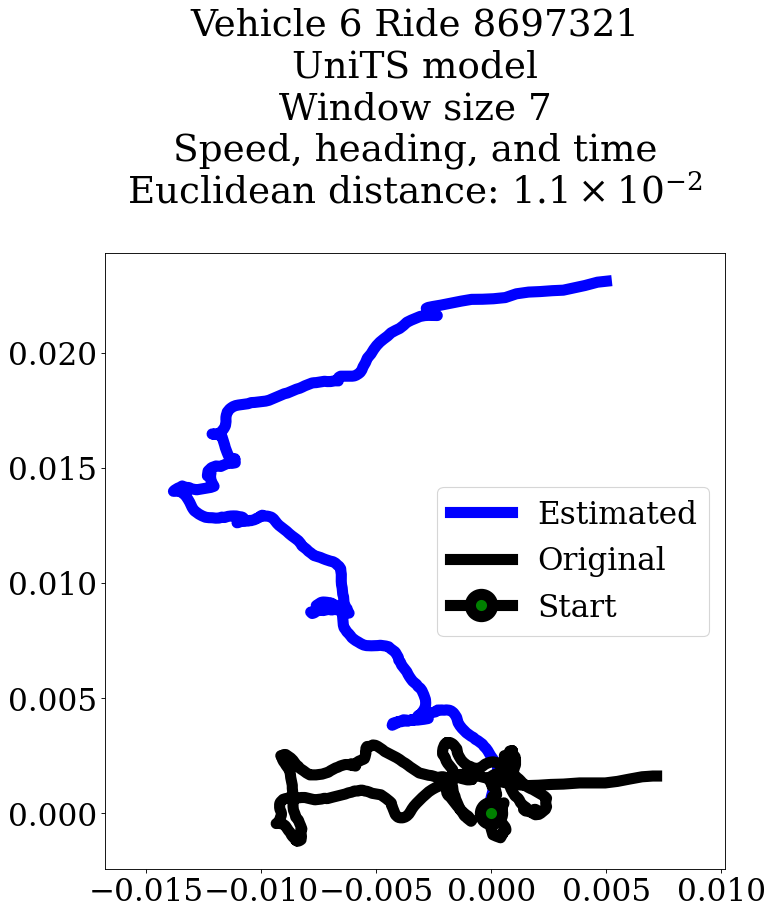 Vehicle 6 Ride 8697321
UniTS model
Window size 7
Speed, heading, and time
Euclidean distance: 1.1 × 10⁻²
0.020
0.015
0.010
0.005
0.000
Estimated
Original
Start
−0.015 −0.010 −0.005 0.000 0.005 0.010